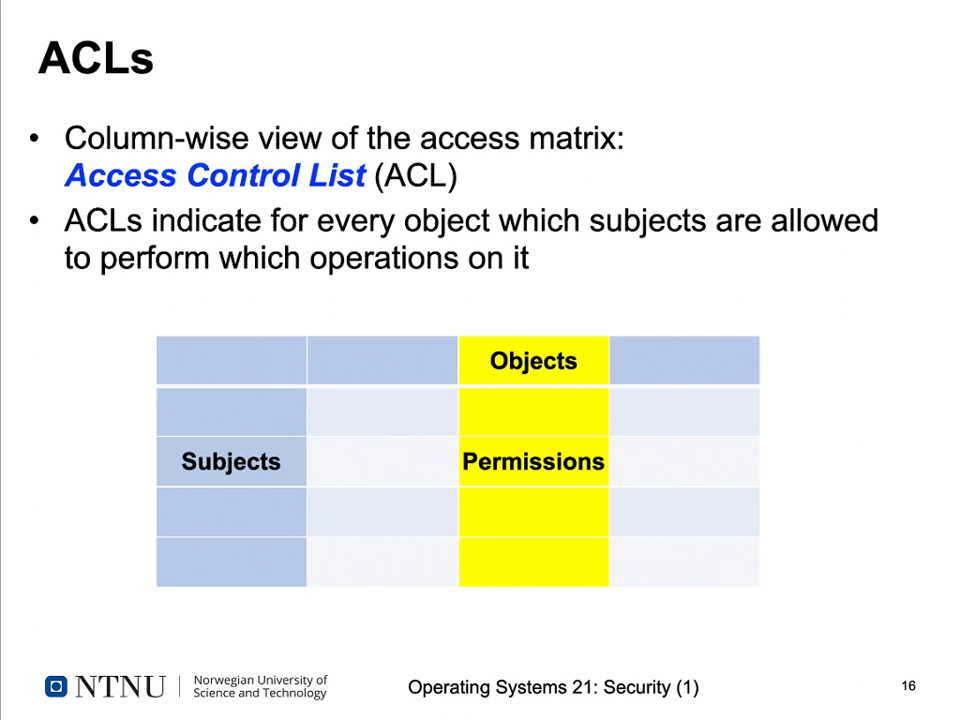 ACLs
• Column-wise view of the access matrix:
Access Control List (ACL)
• ACLs indicate for every object which subjects are allowed
to perform which operations on it
Objects
Subjects Permissions
NTNU Norwegian University of
Science and Technology
Operating Systems 21: Security (1)
16